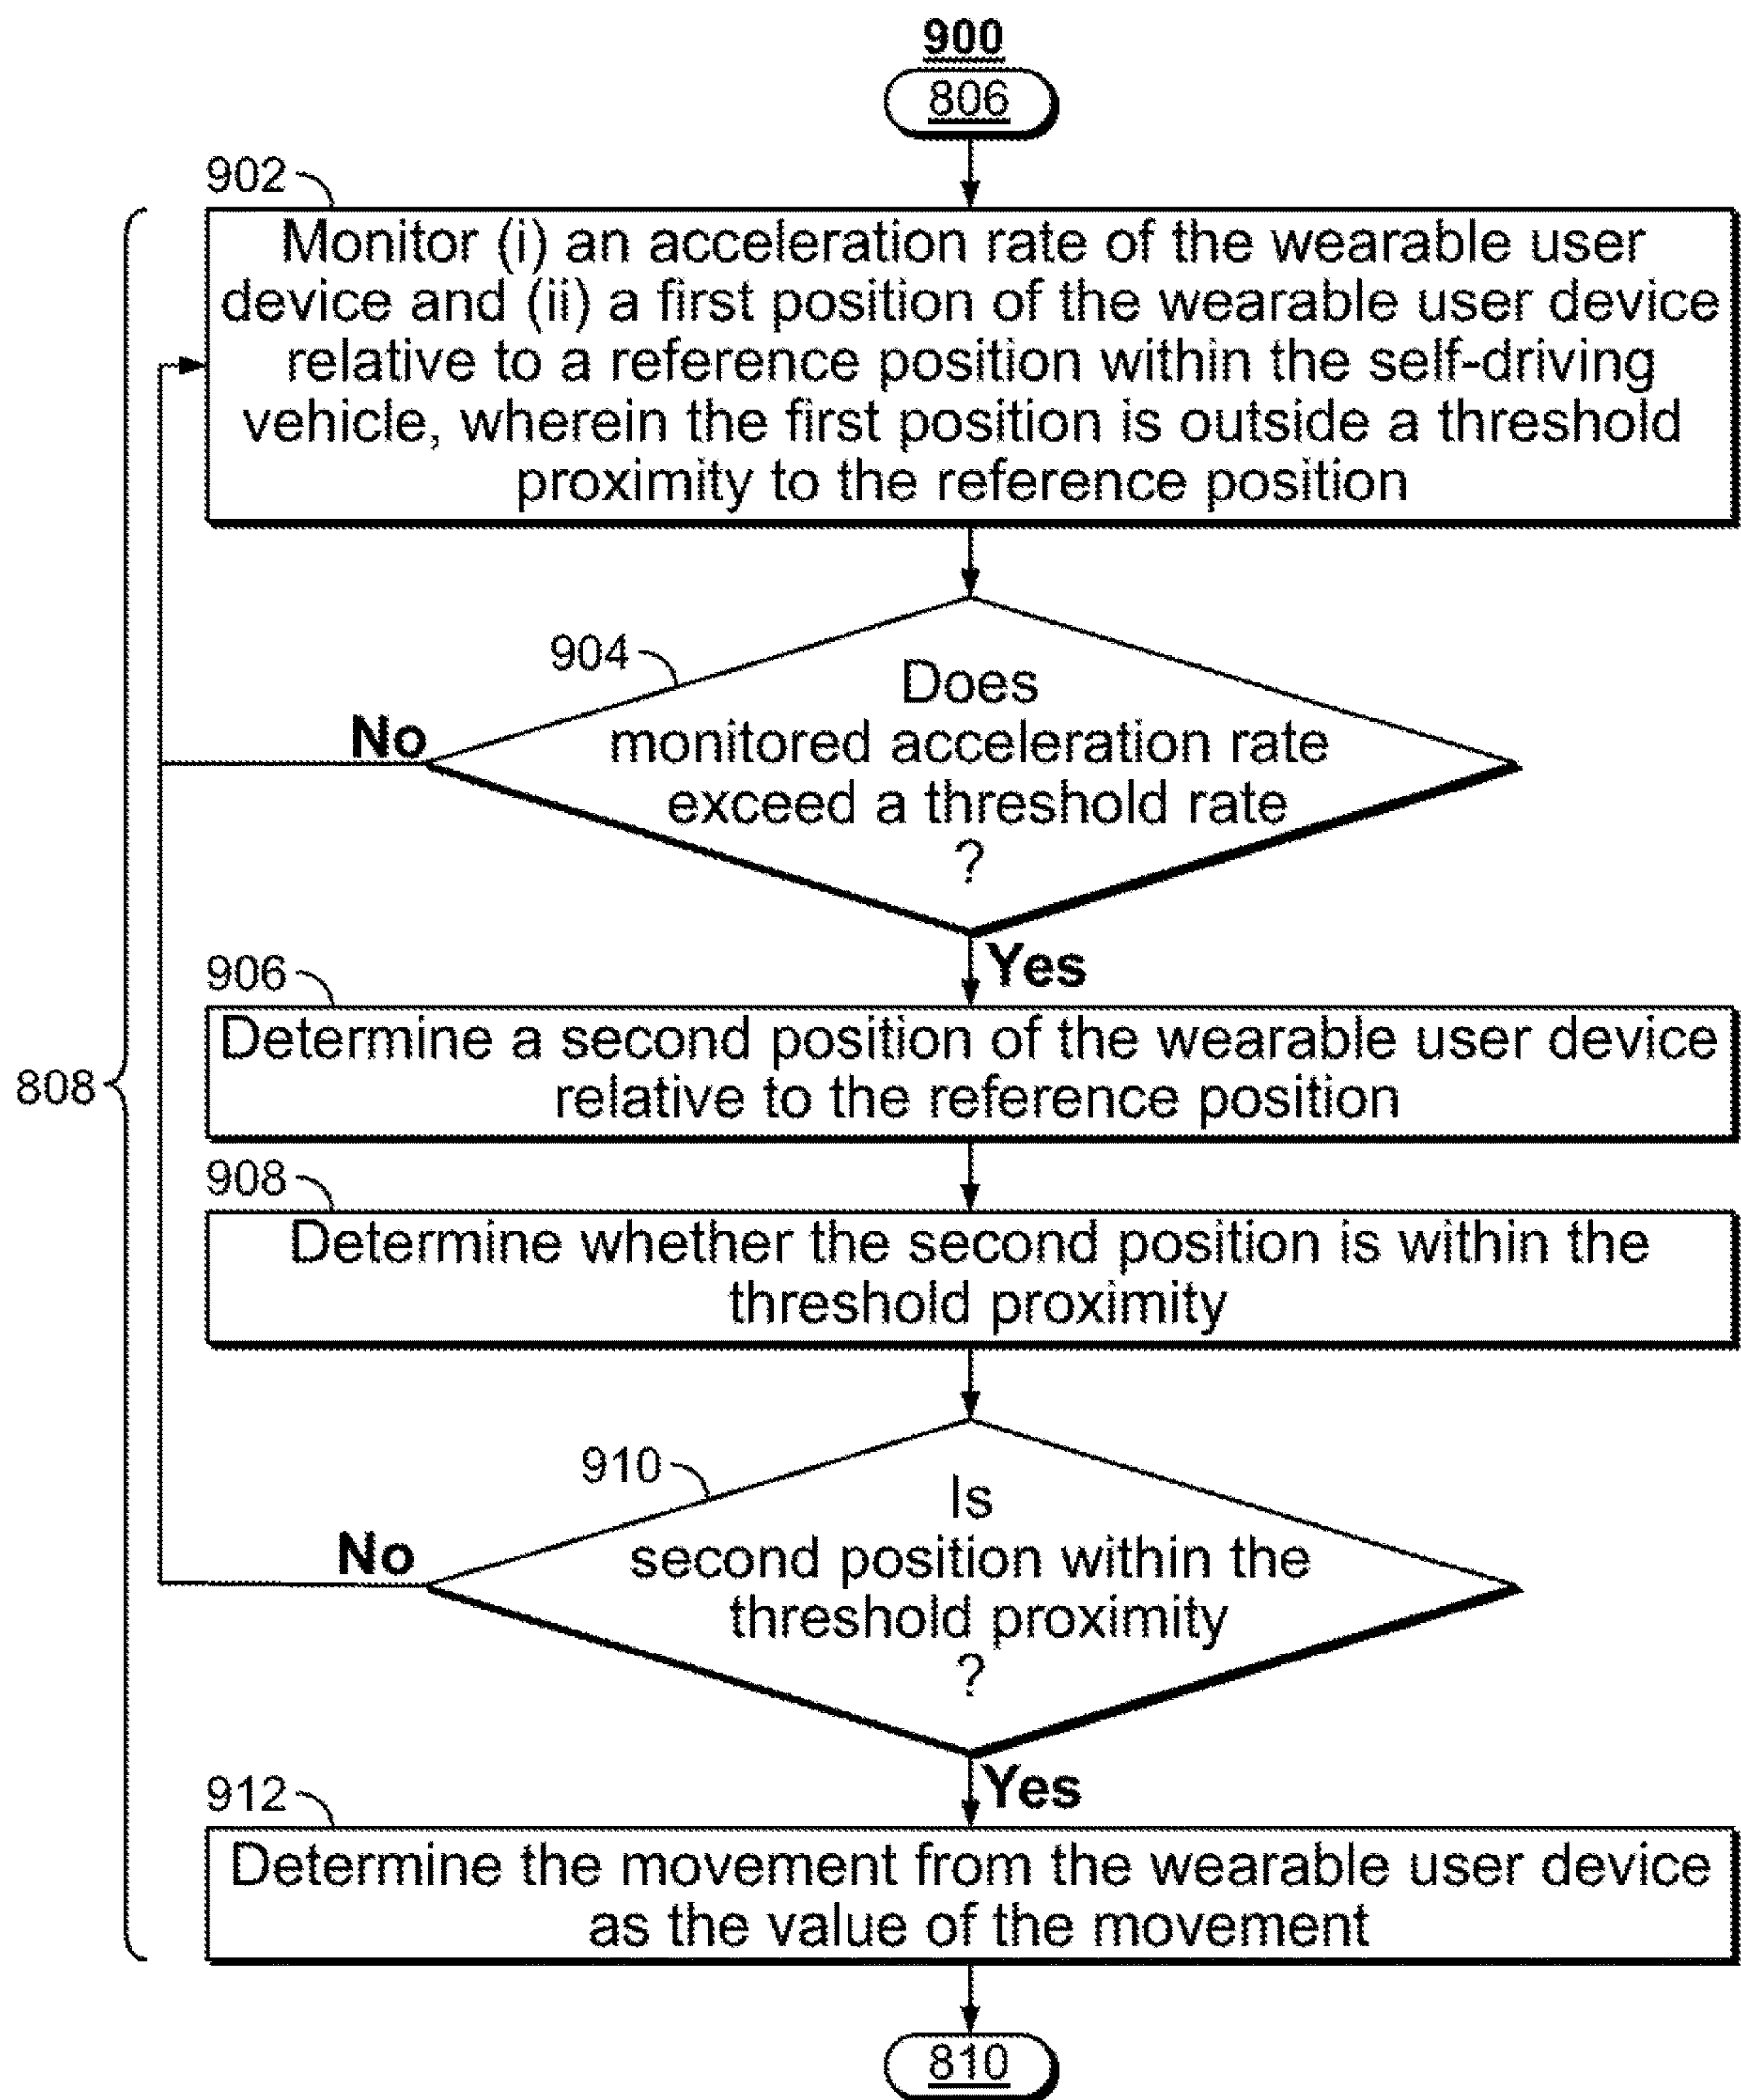 900
806
902
Monitor (i) an acceleration rate of the wearable user
device and (ii) a first position of the wearable user device
relative to a reference position within the self-driving
vehicle, wherein the first position is outside a threshold
proximity to the reference position
904
Does
No
monitored acceleration rate
exceed a threshold rate
?
Yes
906
Determine a second position of the wearable user device
relative to the reference position
808
908
Determine whether the second position is within the
threshold proximity
910
Is
No
second position within the
threshold proximity
?
Yes
912
Determine the movement from the wearable user device
as the value of the movement
810